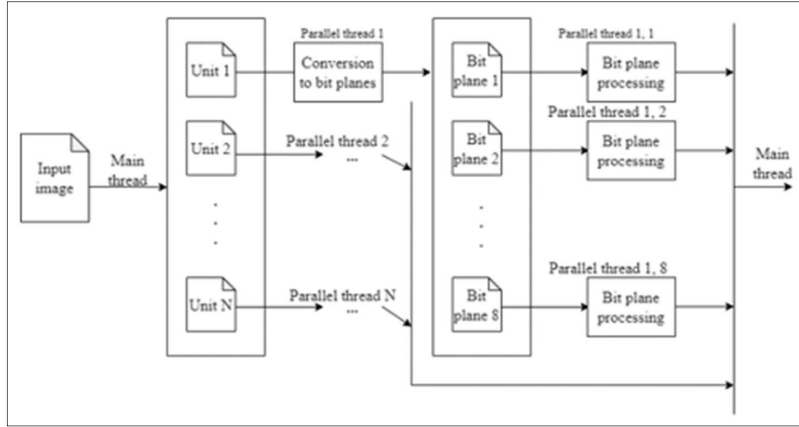 Input
image
Main
thread
Unit 1
Unit 2
.
.
.
Unit N
Parallel thread 1
Conversion
to bit planes
Parallel thread 2
...
Parallel thread N
...
Bit
plane 1
Bit
plane 2
.
.
.
Bit
plane 8
Parallel thread 1, 1
Bit plane
processing
Parallel thread 1, 2
Bit plane
processing
Parallel thread 1, 8
Bit plane
processing
Main
thread